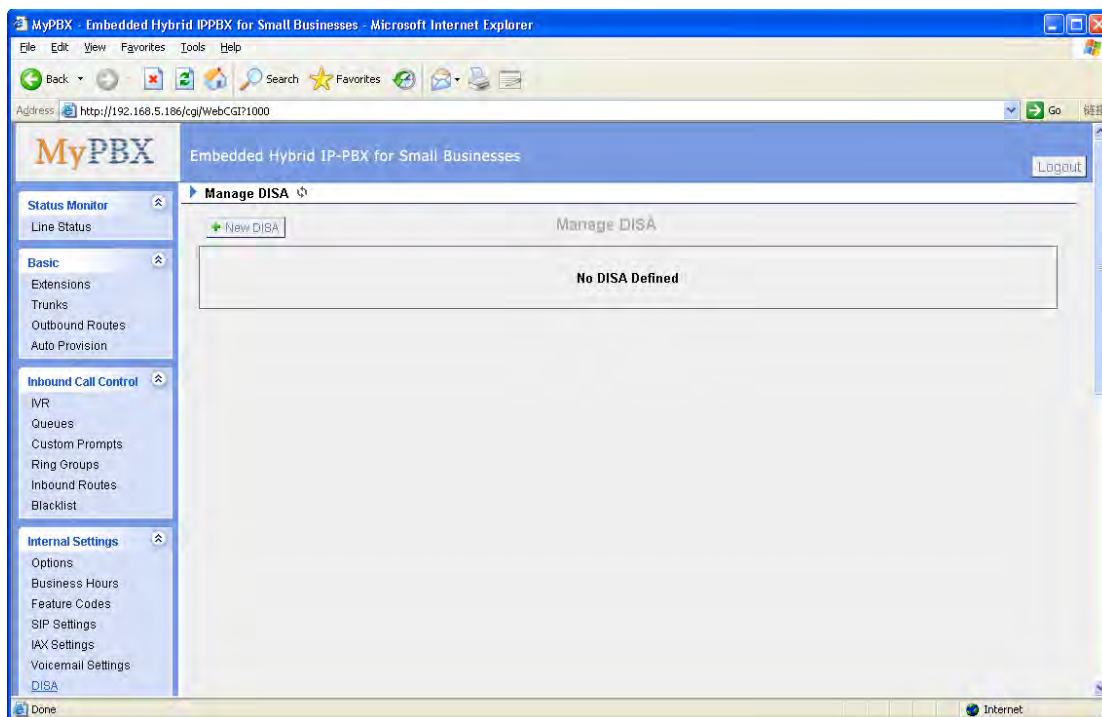 MyPBX - Embedded Hybrid IPPBX for Small Businesses - Microsoft Internet Explorer
File Edit View Favorites Tools Help
Back Search Favorites
Address http://192.168.5.186/cgi/WebCGI?1000 Go
MyPBX
Embedded Hybrid IP-PBX for Small Businesses
Logout
Manage DISA
Status Monitor
Line Status
New DISA
Manage DISA
No DISA Defined
Basic
Extensions
Trunks
Outbound Routes
Auto Provision
Inbound Call Control
IVR
Queues
Custom Prompts
Ring Groups
Inbound Routes
Blacklist
Internal Settings
Options
Business Hours
Feature Codes
SIP Settings
IAX Settings
Voicemail Settings
DISA
Done Internet